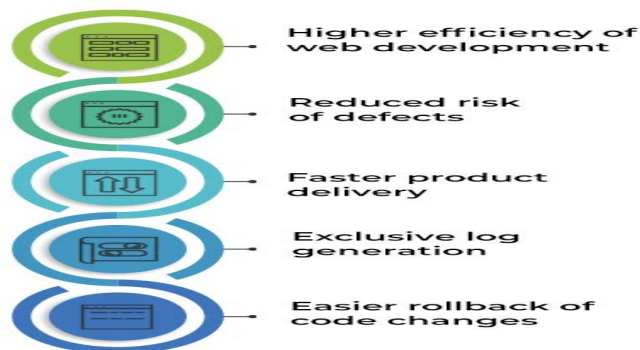 Higher efficiency of
web development
Reduced risk
of defects
Faster product
delivery
Exclusive log
generation
Easier rollback of
code changes